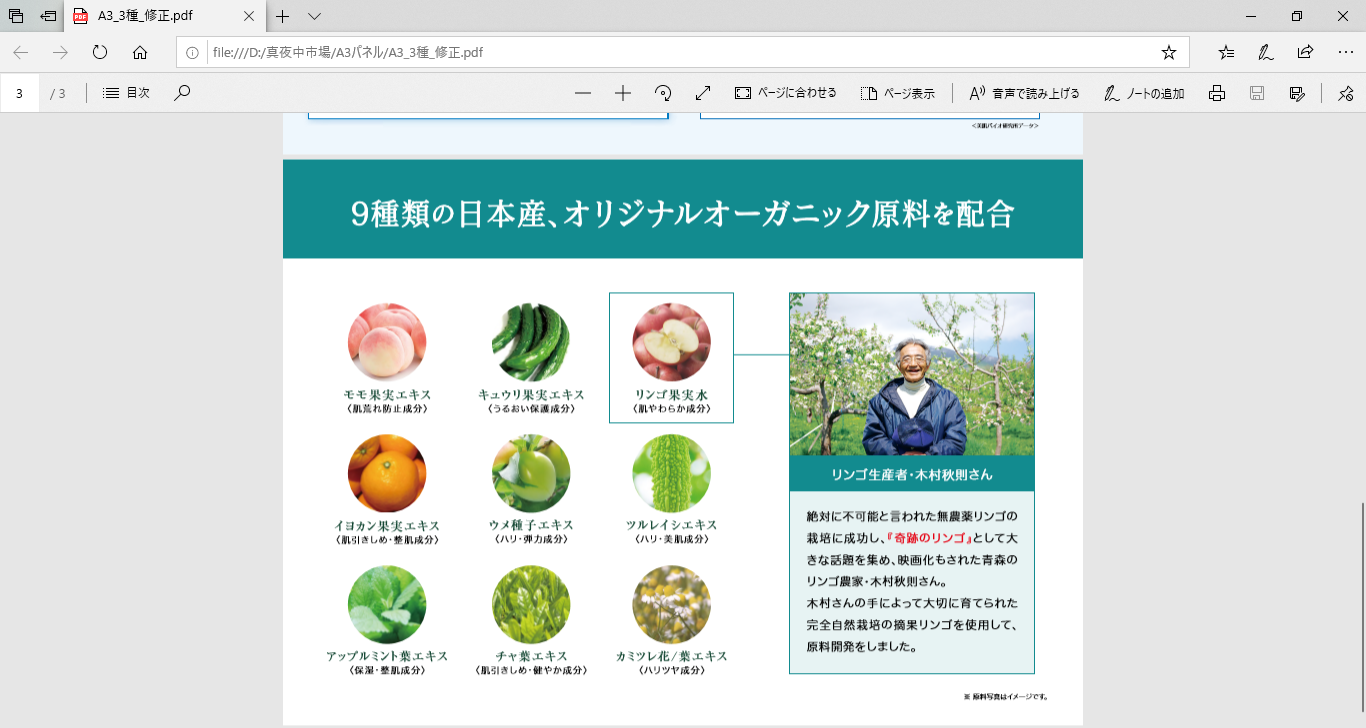 A3_3種_修正.pdf
file:///D:/真夜中市場/A3パネル/A3_3種_修正.pdf
3 / 3 目次 ページに合わせる ページ表示 音声で読み上げる ノートの追加
＜美肌バイオ研究所データ＞
9種類の日本産、オリジナルオーガニック原料を配合
モモ果実エキス
〈肌荒れ防止成分〉
キュウリ果実エキス
〈うるおい保護成分〉
リンゴ果実水
〈肌やわらか成分〉
イヨカン果実エキス
〈肌引きしめ・整肌成分〉
ウメ種子エキス
〈ハリ・弾力成分〉
ツルレイシエキス
〈ハリ・美肌成分〉
アップルミント葉エキス
〈保湿・整肌成分〉
チャ葉エキス
〈肌引きしめ・健やか成分〉
カミツレ花/葉エキス
〈ハリツヤ成分〉
リンゴ生産者・木村秋則さん
絶対に不可能と言われた無農薬リンゴの
栽培に成功し、『奇跡のリンゴ』として大
きな話題を集め、映画化もされた青森の
リンゴ農家・木村秋則さん。
木村さんの手によって大切に育てられた
完全自然栽培の摘果リンゴを使用して、
原料開発をしました。
※ 原料写真はイメージです。